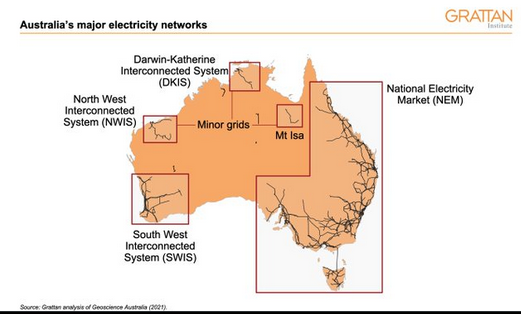 Australia's major electricity networks
GRATTAN
Institute
Darwin-Katherine
Interconnected System
(DKIS)
National Electricity
Market (NEM)
North West
Interconnected
System (NWIS)
Minor grids
Mt Isa
South West
Interconnected
System (SWIS)
Source: Grattan analysis of Geoscience Australia (2021).